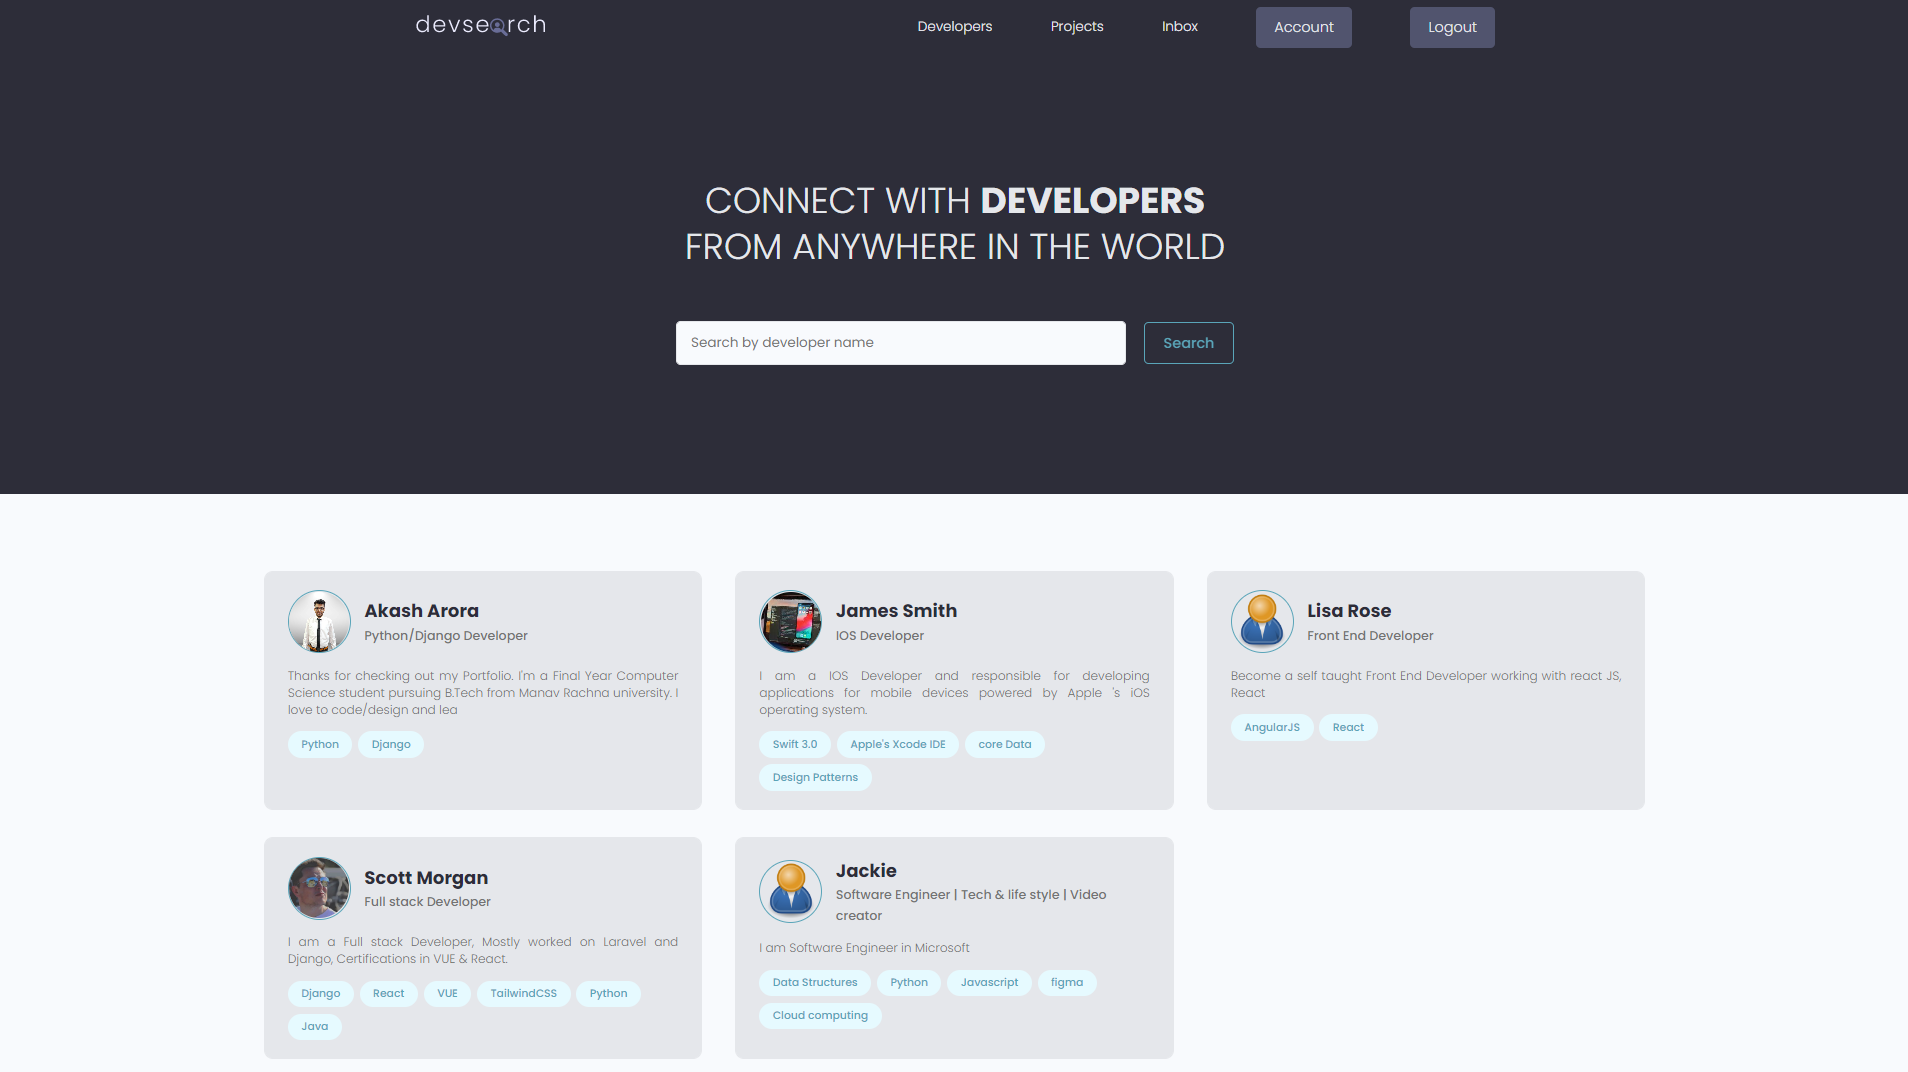 devsearch
Developers
Projects
Inbox
Account
Logout
CONNECT WITH DEVELOPERS
FROM ANYWHERE IN THE WORLD
Search by developer name
Search
Akash Arora
Python/Django Developer
Thanks for checking out my Portfolio. I'm a Final Year Computer
Science student pursuing B.Tech from Manav Rachna university. I
love to code/design and lea
Python
Django
James Smith
IOS Developer
I am a IOS Developer and responsible for developing
applications for mobile devices powered by Apple 's iOS
operating system.
Swift 3.0
Apple's Xcode IDE
core Data
Design Patterns
Lisa Rose
Front End Developer
Become a self taught Front End Developer working with react JS,
React
AngularJS
React
Scott Morgan
Full stack Developer
I am a Full stack Developer, Mostly worked on Laravel and
Django, Certifications in VUE & React.
Django
React
VUE
TailwindCSS
Python
Java
Jackie
Software Engineer | Tech & life style | Video
creator
I am Software Engineer in Microsoft
Data Structures
Python
Javascript
figma
Cloud computing